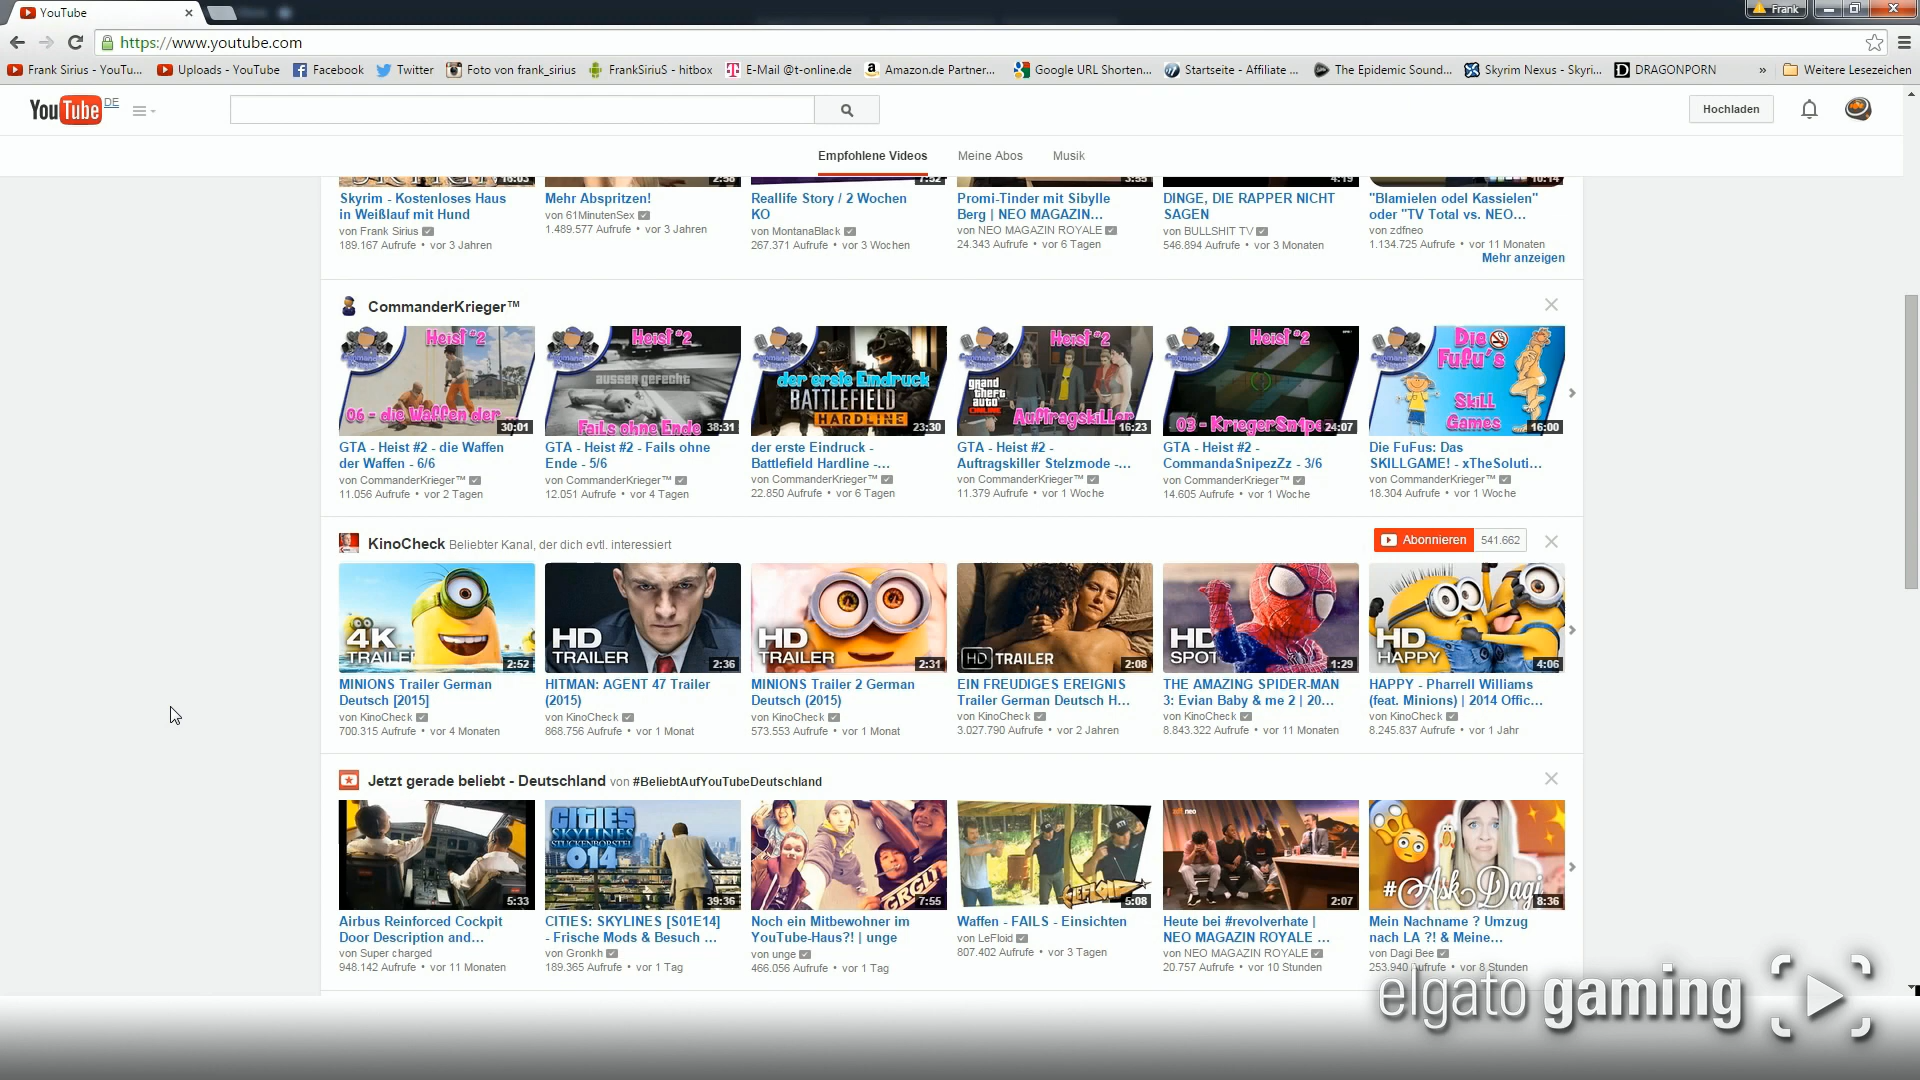 YouTube
Frank
https://www.youtube.com
Frank Sirius - YouTu...
Uploads - YouTube
Facebook
Twitter
Foto von frank_sirius
FrankSiriuS - hitbox
E-Mail @t-online.de
Amazon.de Partner...
Google URL Shorten...
Startseite - Affiliate ...
The Epidemic Sound...
Skyrim Nexus - Skyri...
DRAGONPORN
»
Weitere Lesezeichen
YouTube DE
Hochladen
Empfohlene Videos
Meine Abos
Musik
Skyrim - Kostenloses Haus
in Weißlauf mit Hund
von Frank Sirius
189.167 Aufrufe • vor 3 Jahren
Mehr Abspritzen!
von 61MinutenSex
1.489.577 Aufrufe • vor 3 Jahren
Reallife Story / 2 Wochen
KO
von MontanaBlack
267.371 Aufrufe • vor 3 Wochen
Promi-Tinder mit Sibylle
Berg | NEO MAGAZIN...
von NEO MAGAZIN ROYALE
24.343 Aufrufe • vor 6 Tagen
DINGE, DIE RAPPER NICHT
SAGEN
von BULLSHIT TV
546.894 Aufrufe • vor 3 Monaten
"Blamielen odel Kassielen"
oder "TV Total vs. NEO...
von zdfneo
1.134.725 Aufrufe • vor 11 Monaten
Mehr anzeigen
CommanderKrieger™
Heist #2
06 - die Waffen der
30:01
GTA - Heist #2 - die Waffen
der Waffen - 6/6
von CommanderKrieger™
11.056 Aufrufe • vor 2 Tagen
Heist #2
ausser gefecht
Fails ohne Ende
38:31
GTA - Heist #2 - Fails ohne
Ende - 5/6
von CommanderKrieger™
12.051 Aufrufe • vor 4 Tagen
der erste Eindruck
BATTLEFIELD
HARDLINE
23:30
der erste Eindruck -
Battlefield Hardline -...
von CommanderKrieger™
22.850 Aufrufe • vor 6 Tagen
Heist #2
grand
theft
auto
ONLINE
Auftragskiller
16:23
GTA - Heist #2 -
Auftragskiller Stelzmode -...
von CommanderKrieger™
11.379 Aufrufe • vor 1 Woche
Heist #2
03 - KriegerSnipe
24:07
GTA - Heist #2 -
CommandaSnipezZz - 3/6
von CommanderKrieger™
14.605 Aufrufe • vor 1 Woche
Die
Fufu's
Skill
Games
16:00
Die FuFus: Das
SKILLGAME! - xTheSoluti...
von CommanderKrieger™
18.304 Aufrufe • vor 1 Woche
KinoCheck Beliebter Kanal, der dich evtl. interessiert
Abonnieren 541.662
4K
TRAILER
2:52
MINIONS Trailer German
Deutsch [2015]
von KinoCheck
700.315 Aufrufe • vor 4 Monaten
HD
TRAILER
2:36
HITMAN: AGENT 47 Trailer
(2015)
von KinoCheck
868.756 Aufrufe • vor 1 Monat
HD
TRAILER
2:31
MINIONS Trailer 2 German
Deutsch (2015)
von KinoCheck
573.553 Aufrufe • vor 1 Monat
HD TRAILER
2:08
EIN FREUDIGES EREIGNIS
Trailer German Deutsch H...
von KinoCheck
3.027.790 Aufrufe • vor 2 Jahren
HD
SPOT
1:29
THE AMAZING SPIDER-MAN
3: Evian Baby & me 2 | 20...
von KinoCheck
8.843.322 Aufrufe • vor 11 Monaten
HD
HAPPY
4:06
HAPPY - Pharrell Williams
(feat. Minions) | 2014 Offic...
von KinoCheck
8.245.837 Aufrufe • vor 1 Jahr
Jetzt gerade beliebt - Deutschland von #BeliebtAufYouTubeDeutschland
5:33
Airbus Reinforced Cockpit
Door Description and...
von Super charged
948.142 Aufrufe • vor 11 Monaten
CITIES
SKYLINES
STUCKENBORSTEL
014
39:36
CITIES: SKYLINES [S01E14]
- Frische Mods & Besuch ...
von Gronkh
189.365 Aufrufe • vor 1 Tag
GRGLT
7:55
Noch ein Mitbewohner im
YouTube-Haus?! | unge
von unge
466.056 Aufrufe • vor 1 Tag
LEFLOID
5:08
Waffen - FAILS - Einsichten
von LeFloid
807.402 Aufrufe • vor 3 Tagen
neo
2:07
Heute bei #revolverhate |
NEO MAGAZIN ROYALE ...
von NEO MAGAZIN ROYALE
20.757 Aufrufe • vor 10 Stunden
#Ask Dagi
8:36
Mein Nachname ? Umzug
nach LA ?! & Meine...
von Dagi Bee
253.940 Aufrufe • vor 8 Stunden
elgato gaming